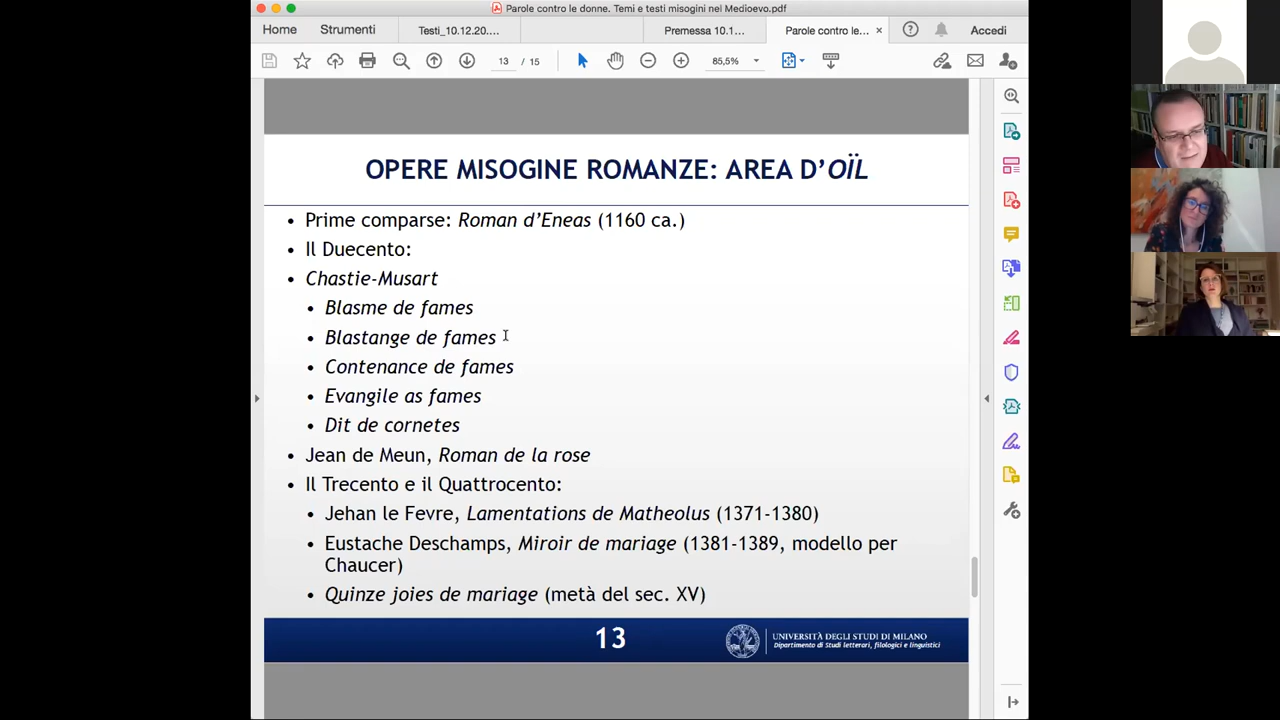 Parole contro le donne. Temi e testi misogini nel Medioevo.pdf
Home Strumenti Testi_10.12.20.... Premessa 10.1... Parole contro le... × Accedi
13 / 15 85,5%
OPERE MISOGINE ROMANZE: AREA D’OÏL
• Prime comparse: Roman d’Eneas (1160 ca.)
• Il Duecento:
• Chastie-Musart
• Blasme de fames
• Blastange de fames
• Contenance de fames
• Evangile as fames
• Dit de cornetes
• Jean de Meun, Roman de la rose
• Il Trecento e il Quattrocento:
• Jehan le Fevre, Lamentations de Matheolus (1371-1380)
• Eustache Deschamps, Miroir de mariage (1381-1389, modello per
Chaucer)
• Quinze joies de mariage (metà del sec. XV)
13
UNIVERSITÀ DEGLI STUDI DI MILANO
Dipartimento di Studi letterari, filologici e linguistici